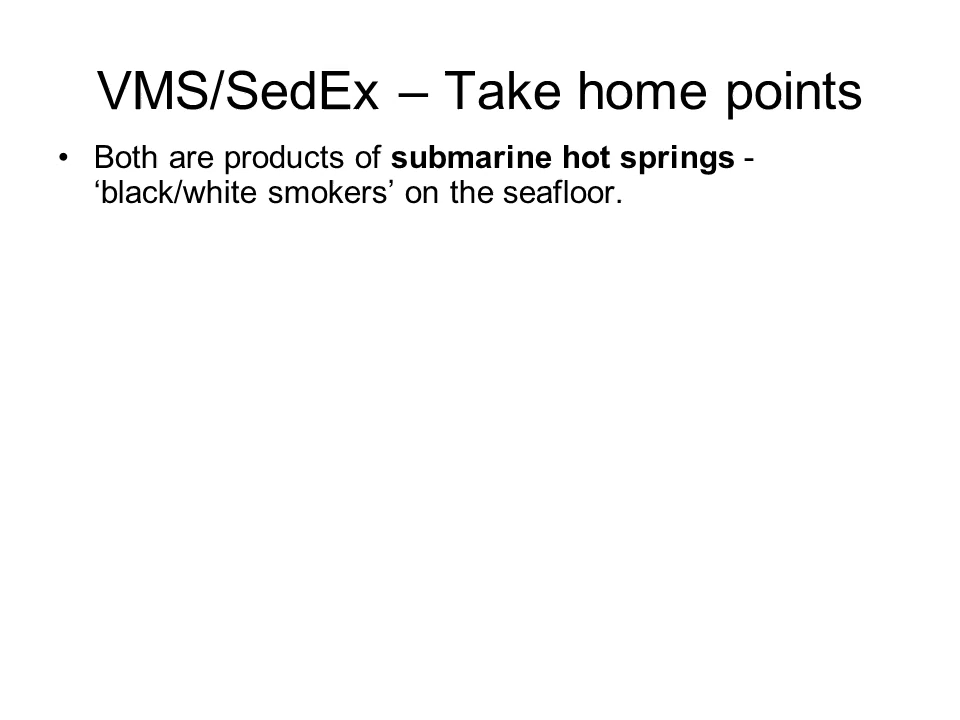 VMS/SedEx – Take home points
• Both are products of submarine hot springs -
‘black/white smokers’ on the seafloor.